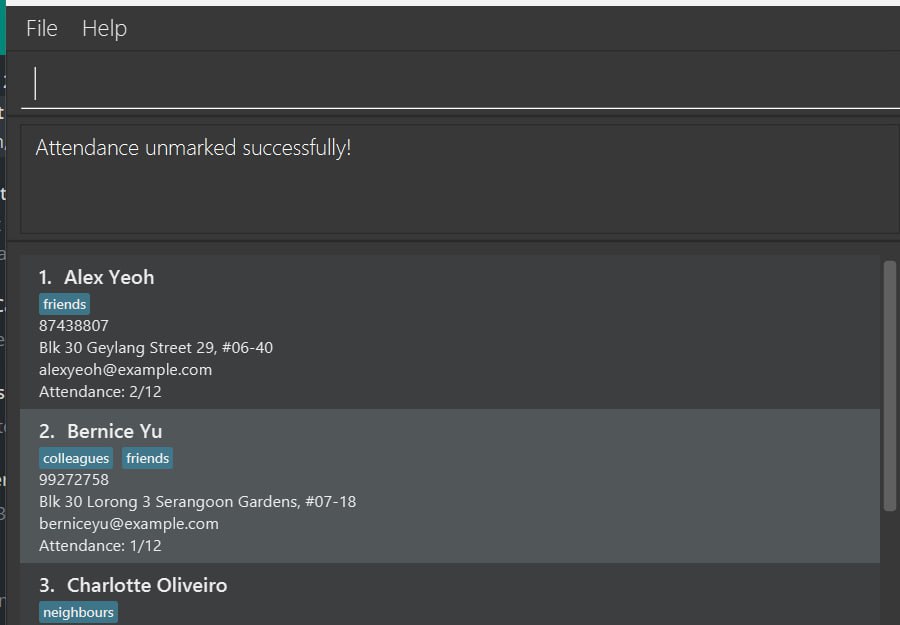 File Help
Attendance unmarked successfully!
1. Alex Yeoh
friends
87438807
Blk 30 Geylang Street 29, #06-40
alexyeoh@example.com
Attendance: 2/12
2. Bernice Yu
colleagues friends
99272758
Blk 30 Lorong 3 Serangoon Gardens, #07-18
berniceyu@example.com
Attendance: 1/12
3. Charlotte Oliveiro
neighbours